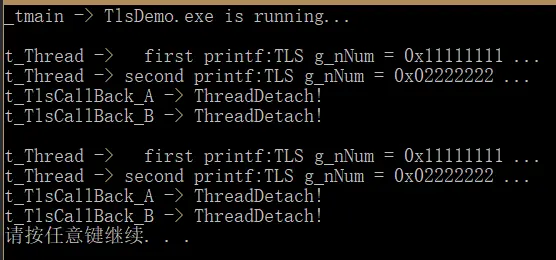 _tmain -> TlsDemo.exe is running...
t_Thread ->   first printf:TLS g_nNum = 0x11111111 ...
t_Thread -> second printf:TLS g_nNum = 0x02222222 ...
t_TlsCallBack_A -> ThreadDetach!
t_TlsCallBack_B -> ThreadDetach!
t_Thread ->   first printf:TLS g_nNum = 0x11111111 ...
t_Thread -> second printf:TLS g_nNum = 0x02222222 ...
t_TlsCallBack_A -> ThreadDetach!
t_TlsCallBack_B -> ThreadDetach!
请按任意键继续. . .